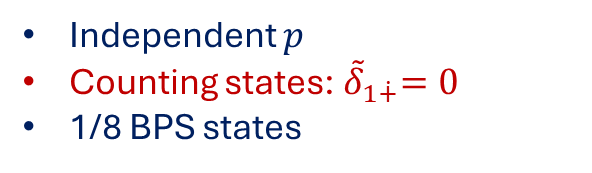 • Independent p
• Counting states: δ̃₁∔ = 0
• 1/8 BPS states